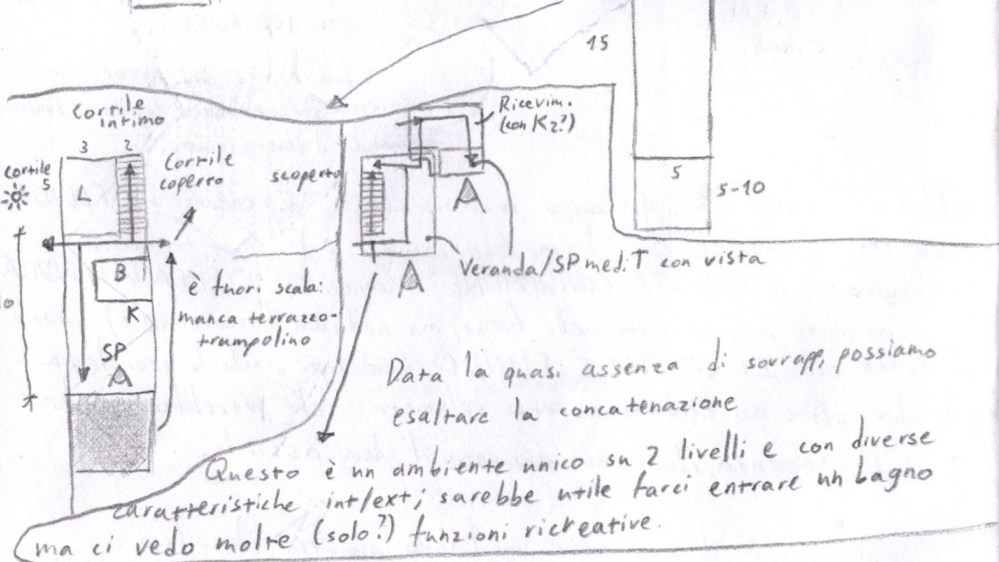 15
Ricevim.
(con K2?)
Cortile
intimo
3 2
cortile
5
L
Cortile
coperto
scoperto
5
5-10
B
K
SP
è fuori scala:
manca terrazzo-
trampolino
Veranda/SP med.T con vista
Data la quasi assenza di sovraff, possiamo
esaltare la concatenazione
Questo è un ambiente unico su 2 livelli e con diverse
caratteristiche int/ext; sarebbe utile farci entrare un bagno
ma ci vedo molte (solo?) funzioni ricreative.